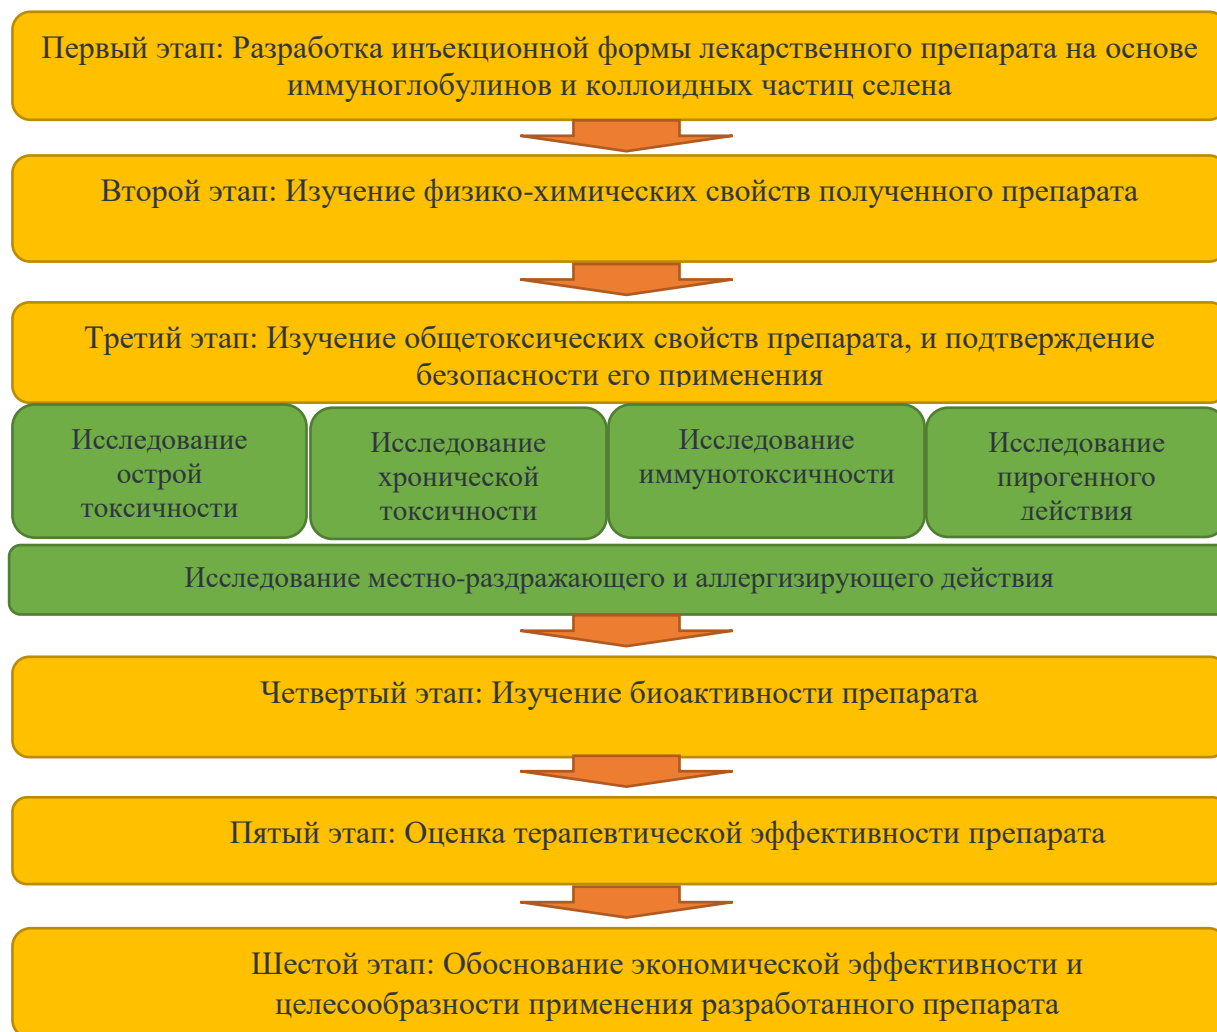 Первый этап: Разработка инъекционной формы лекарственного препарата на основе
иммуноглобулинов и коллоидных частиц селена
Второй этап: Изучение физико-химических свойств полученного препарата
Третий этап: Изучение общетоксических свойств препарата, и подтверждение
безопасности его применения
Исследование
острой
токсичности
Исследование
хронической
токсичности
Исследование
иммунотоксичности
Исследование
пирогенного
действия
Исследование местно-раздражающего и аллергизирующего действия
Четвертый этап: Изучение биоактивности препарата
Пятый этап: Оценка терапевтической эффективности препарата
Шестой этап: Обоснование экономической эффективности и
целесообразности применения разработанного препарата